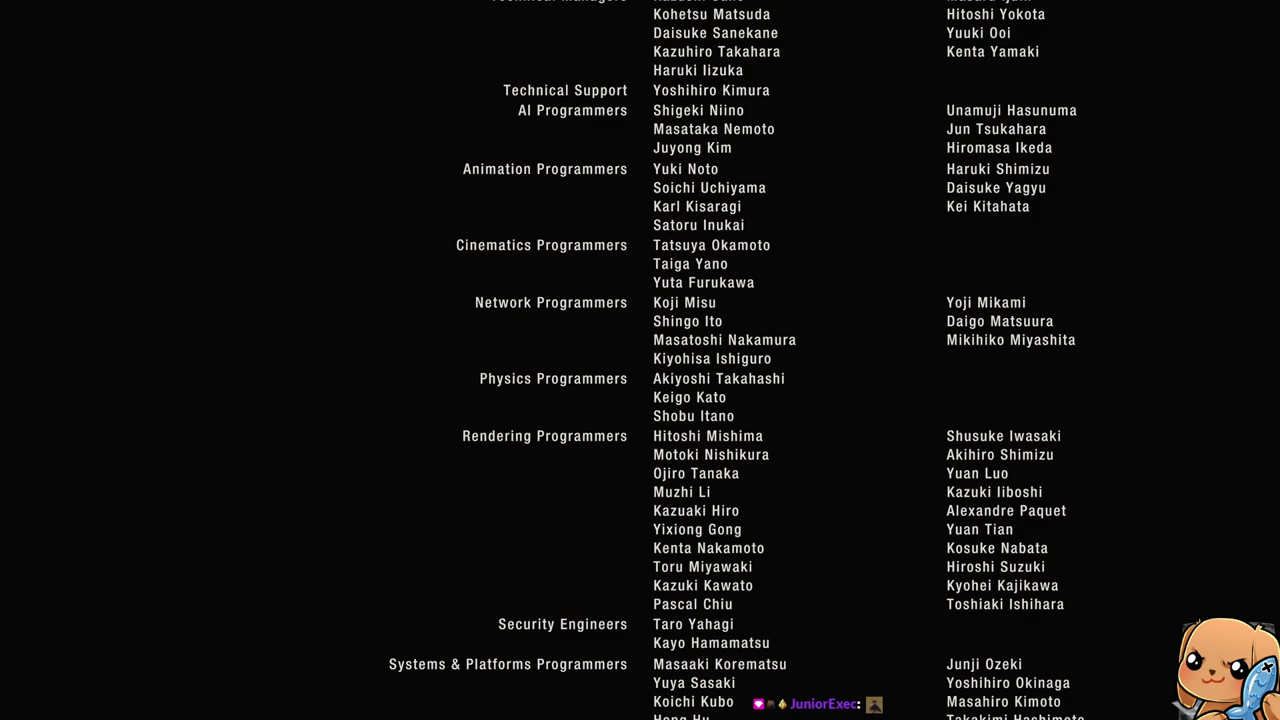 Kohetsu Matsuda Hitoshi Yokota
Daisuke Sanekane Yuuki Ooi
Kazuhiro Takahara Kenta Yamaki
Haruki Iizuka
Technical Support Yoshihiro Kimura
AI Programmers Shigeki Niino Unamuji Hasunuma
Masataka Nemoto Jun Tsukahara
Juyong Kim Hiromasa Ikeda
Animation Programmers Yuki Noto Haruki Shimizu
Soichi Uchiyama Daisuke Yagyu
Karl Kisaragi Kei Kitahata
Satoru Inukai
Cinematics Programmers Tatsuya Okamoto
Taiga Yano
Yuta Furukawa
Network Programmers Koji Misu Yoji Mikami
Shingo Ito Daigo Matsuura
Masatoshi Nakamura Mikihiko Miyashita
Kiyohisa Ishiguro
Physics Programmers Akiyoshi Takahashi
Keigo Kato
Shobu Itano
Rendering Programmers Hitoshi Mishima Shusuke Iwasaki
Motoki Nishikura Akihiro Shimizu
Ojiro Tanaka Yuan Luo
Muzhi Li Kazuki Iiboshi
Kazuaki Hiro Alexandre Paquet
Yixiong Gong Yuan Tian
Kenta Nakamoto Kosuke Nabata
Toru Miyawaki Hiroshi Suzuki
Kazuki Kawato Kyohei Kajikawa
Pascal Chiu Toshiaki Ishihara
Security Engineers Taro Yahagi
Kayo Hamamatsu
Systems & Platforms Programmers Masaaki Korematsu Junji Ozeki
Yuya Sasaki Yoshihiro Okinaga
Koichi Kubo JuniorExec: Masahiro Kimoto
Takakimi Hashimoto